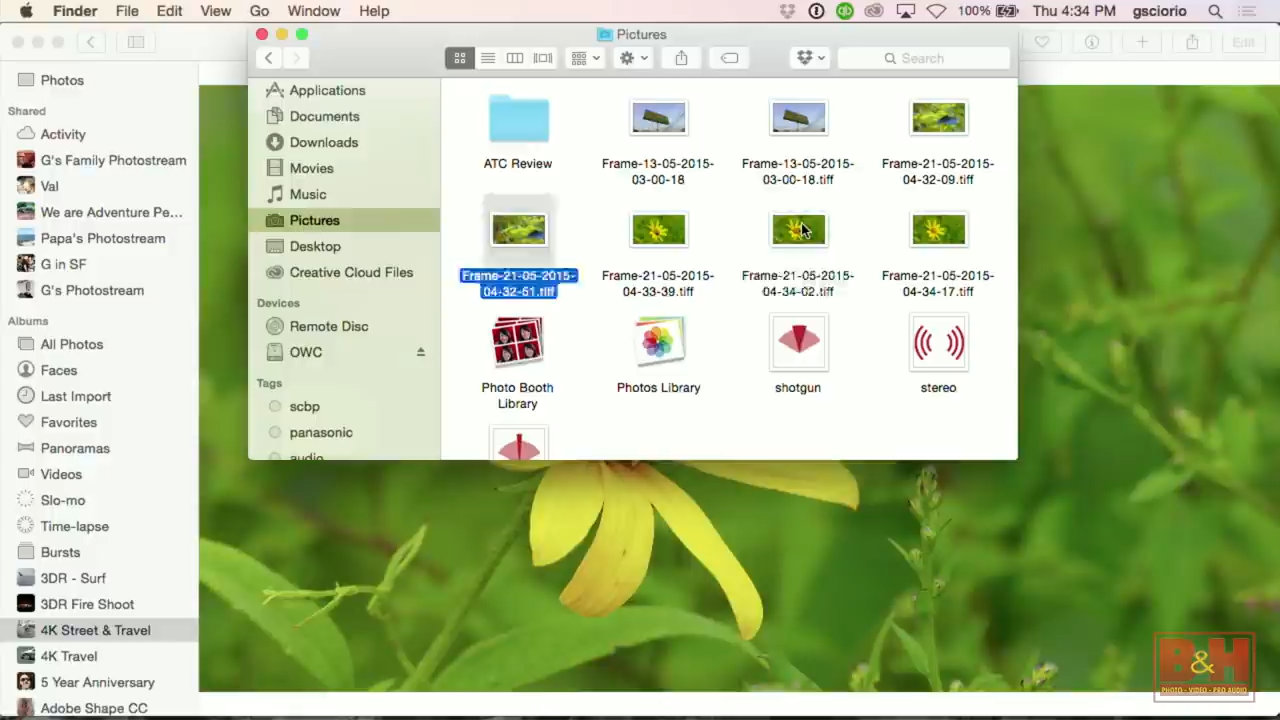 Finder File Edit View Go Window Help
100% Thu 4:34 PM gsciorio
Pictures
Search
Edit
Photos
Shared
Activity
G's Family Photostream
Val
We are Adventure Pe...
Papa's Photostream
G in SF
G's Photostream
Albums
All Photos
Faces
Last Import
Favorites
Panoramas
Videos
Slo-mo
Time-lapse
Bursts
3DR - Surf
3DR Fire Shoot
4K Street & Travel
4K Travel
5 Year Anniversary
Adobe Shape CC
Applications
Documents
Downloads
Movies
Music
Pictures
Desktop
Creative Cloud Files
Devices
Remote Disc
OWC
Tags
scbp
panasonic
audio
ATC Review
Frame-13-05-2015-
03-00-18
Frame-13-05-2015-
03-00-18.tiff
Frame-21-05-2015-
04-32-09.tiff
Frame-21-05-2015-
04-32-51.tiff
Frame-21-05-2015-
04-33-39.tiff
Frame-21-05-2015-
04-34-02.tiff
Frame-21-05-2015-
04-34-17.tiff
Photo Booth
Library
Photos Library
shotgun
stereo
B&H
PHOTO - VIDEO - PRO AUDIO